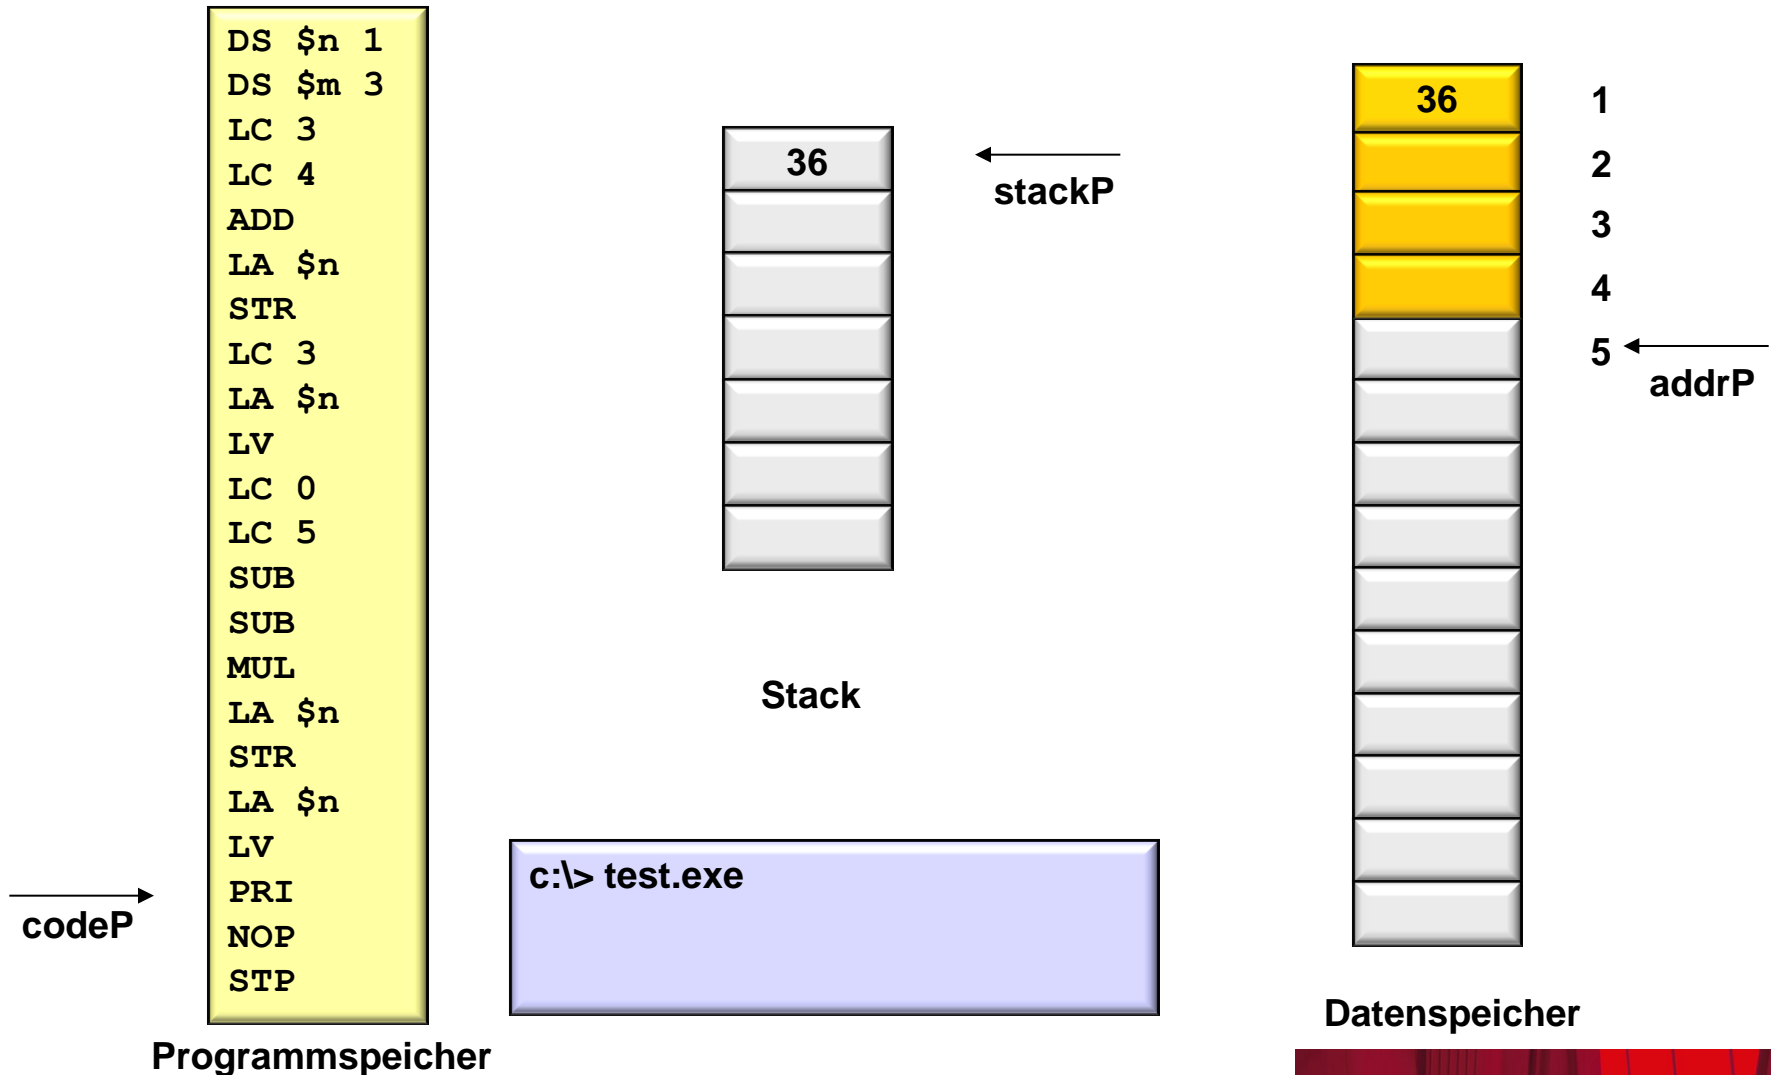 DS $n 1
DS $m 3
LC 3
LC 4
ADD
LA $n
STR
LC 3
LA $n
LV
LC 0
LC 5
SUB
SUB
MUL
LA $n
STR
LA $n
LV
PRI
NOP
STP
codeP
Programmspeicher
36
stackP
Stack
c:\> test.exe
36
1
2
3
4
5
addrP
Datenspeicher